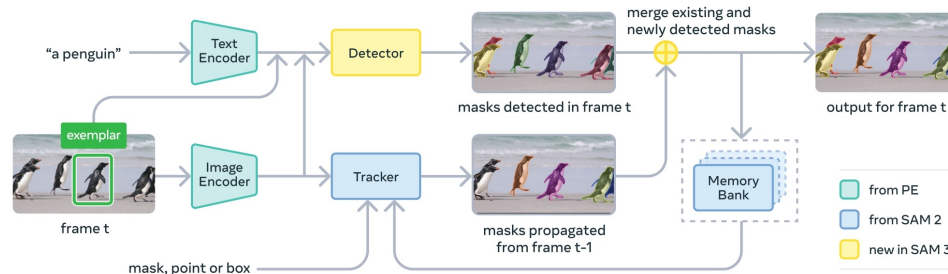 “a penguin”
Text
Encoder
Detector
masks detected in frame t
merge existing and
newly detected masks
output for frame t
exemplar
frame t
Image
Encoder
Tracker
masks propagated
from frame t-1
Memory
Bank
mask, point or box
from PE
from SAM 2
new in SAM 3